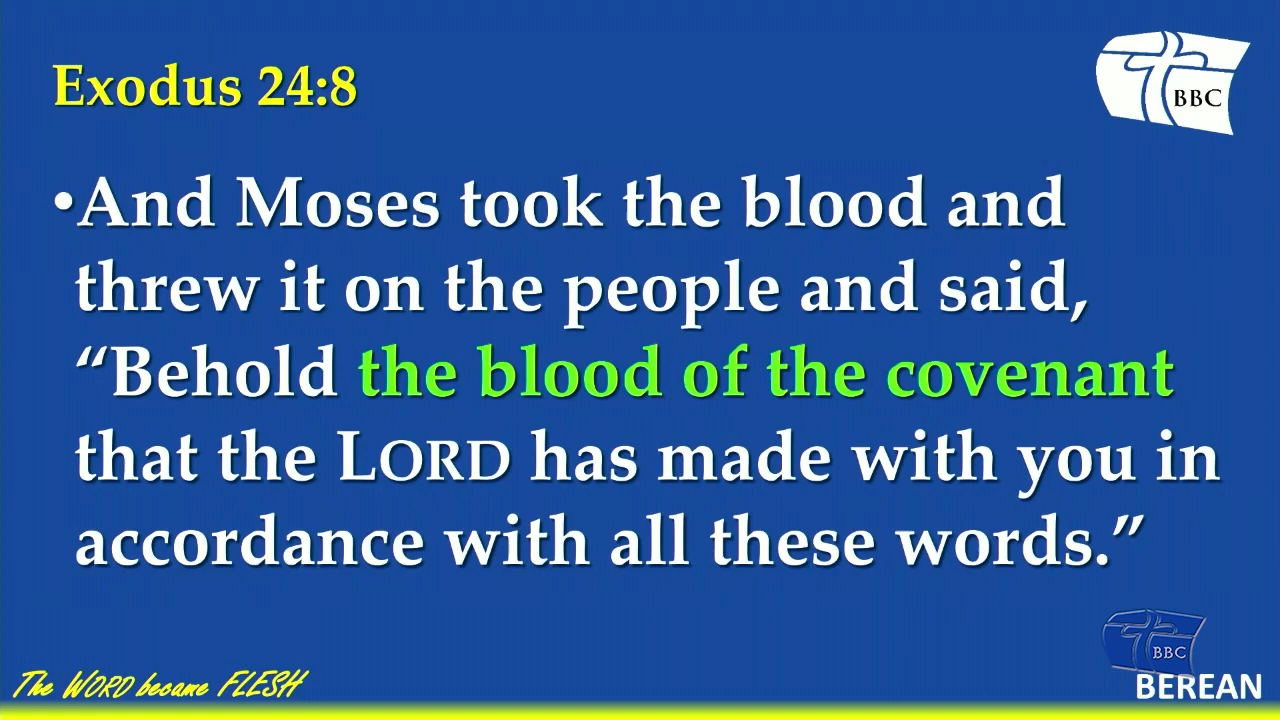 Exodus 24:8
BBC
•And Moses took the blood and
threw it on the people and said,
“Behold the blood of the covenant
that the LORD has made with you in
accordance with all these words.”
BBC
The WORD became FLESH
BEREAN